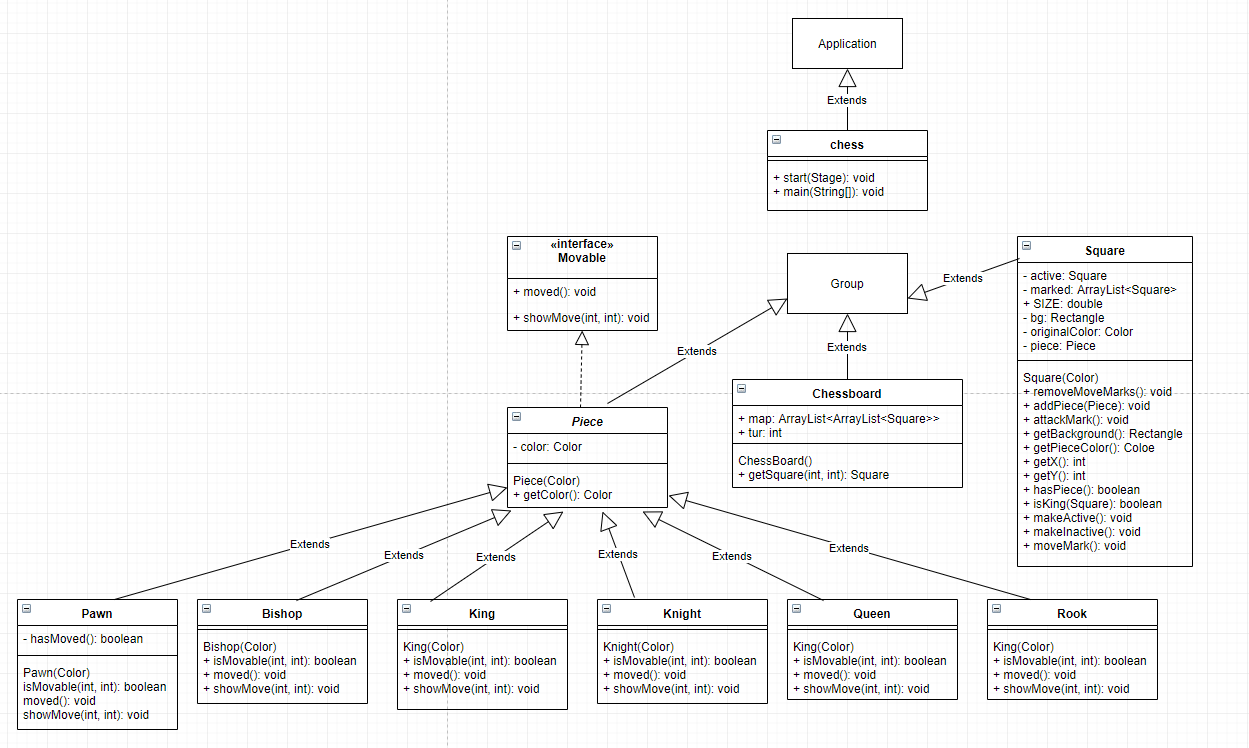 Application
Extends
chess
+ start(Stage): void
+ main(String[]): void
«interface»
Movable
+ moved(): void
+ showMove(int, int): void
Group
Extends
Square
- active: Square
- marked: ArrayList<Square>
+ SIZE: double
- bg: Rectangle
- originalColor: Color
- piece: Piece
Square(Color)
+ removeMoveMarks(): void
+ addPiece(Piece): void
+ attackMark(): void
+ getBackground(): Rectangle
+ getPieceColor(): Coloe
+ getX(): int
+ getY(): int
+ hasPiece(): boolean
+ isKing(Square): boolean
+ makeActive(): void
+ makeInactive(): void
+ moveMark(): void
Extends
Extends
Chessboard
+ map: ArrayList<ArrayList<Square>>
+ tur: int
ChessBoard()
+ getSquare(int, int): Square
Piece
- color: Color
Piece(Color)
+ getColor(): Color
Extends
Extends
Extends
Extends
Extends
Extends
Pawn
- hasMoved(): boolean
Pawn(Color)
isMovable(int, int): boolean
moved(): void
showMove(int, int): void
Bishop
Bishop(Color)
+ isMovable(int, int): boolean
+ moved(): void
+ showMove(int, int): void
King
King(Color)
+ isMovable(int, int): boolean
+ moved(): void
+ showMove(int, int): void
Knight
Knight(Color)
+ isMovable(int, int): boolean
+ moved(): void
+ showMove(int, int): void
Queen
King(Color)
+ isMovable(int, int): boolean
+ moved(): void
+ showMove(int, int): void
Rook
King(Color)
+ isMovable(int, int): boolean
+ moved(): void
+ showMove(int, int): void